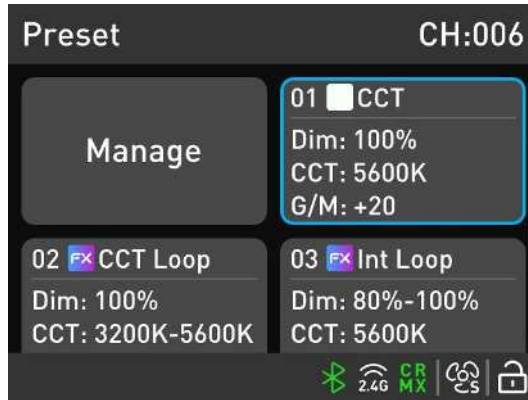 Preset CH:006
Manage
01 CCT
Dim: 100%
CCT: 5600K
G/M: +20
02 FX CCT Loop
Dim: 100%
CCT: 3200K-5600K
03 FX Int Loop
Dim: 80%-100%
CCT: 5600K
2.4G CR MX S